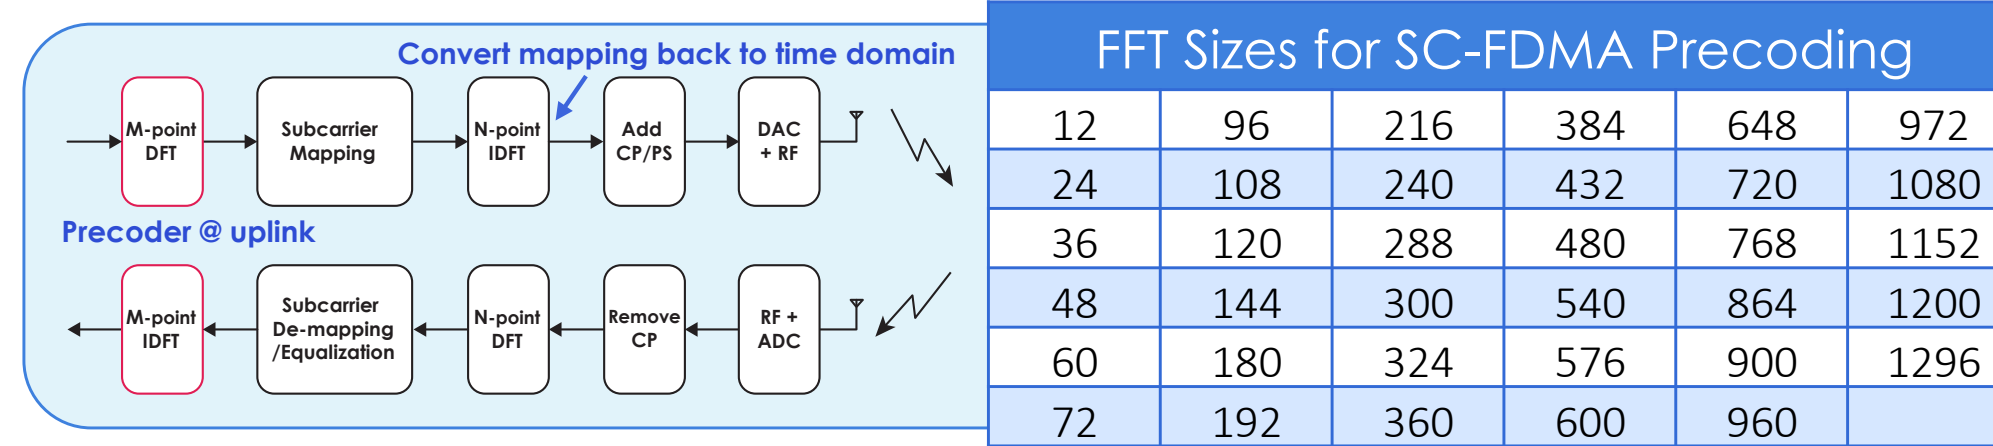 Convert mapping back to time domain
M-point
DFT
Subcarrier
Mapping
N-point
IDFT
Add
CP/PS
DAC
+ RF
Precoder @ uplink
M-point
IDFT
Subcarrier
De-mapping
/Equalization
N-point
DFT
Remove
CP
RF +
ADC
FFT Sizes for SC-FDMA Precoding
12 96 216 384 648 972
24 108 240 432 720 1080
36 120 288 480 768 1152
48 144 300 540 864 1200
60 180 324 576 900 1296
72 192 360 600 960